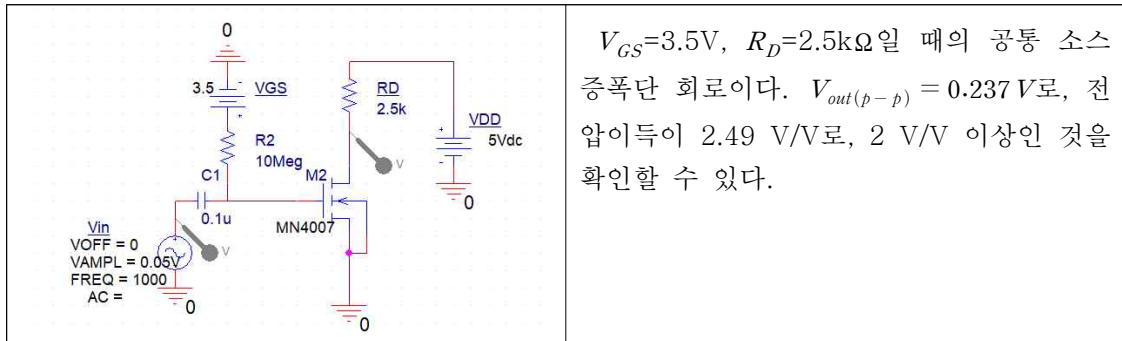 0
3.5
VGS
R2
10Meg
C1
0.1u
M2
MN4007
RD
2.5k
V
VDD
5Vdc
0
Vin
VOFF = 0
VAMPL = 0.05V
FREQ = 1000
AC =
V
0
0
V_GS=3.5V, R_D=2.5kΩ일 때의 공통 소스
증폭단 회로이다. V_out(p-p) = 0.237 V로, 전
압이득이 2.49 V/V로, 2 V/V 이상인 것을
확인할 수 있다.